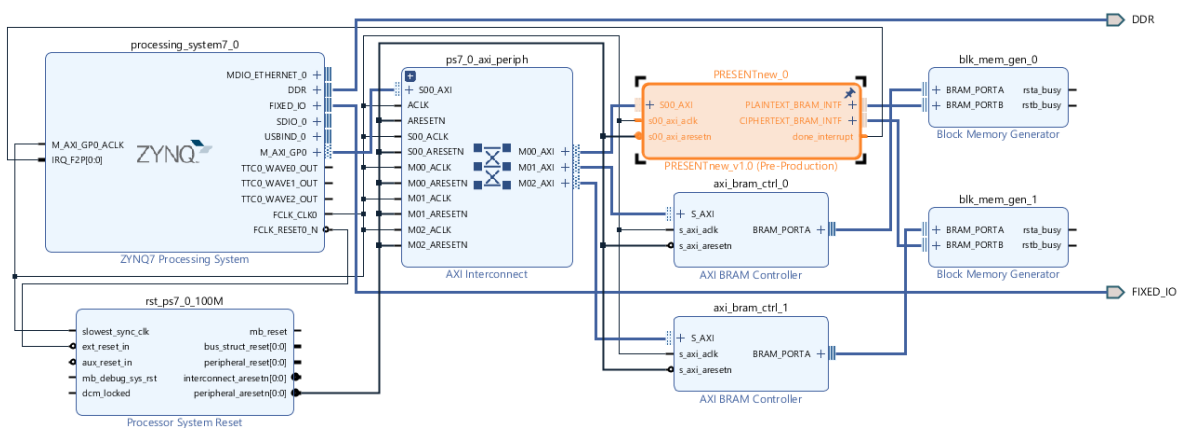 DDR
processing_system7_0
MDIO_ETHERNET_0
DDR
FIXED_IO
SDIO_0
USBIND_0
M_AXI_GP0
TTC0_WAVE0_OUT
TTC0_WAVE1_OUT
TTC0_WAVE2_OUT
FCLK_CLK0
FCLK_RESET0_N
M_AXI_GP0_ACLK
IRQ_F2P[0:0]
ZYNQ
ZYNQ7 Processing System
ps7_0_axi_periph
S00_AXI
ACLK
ARESETN
S00_ACLK
S00_ARESETN
M00_ACLK
M00_ARESETN
M01_ACLK
M01_ARESETN
M02_ACLK
M02_ARESETN
M00_AXI
M01_AXI
M02_AXI
AXI Interconnect
PRESENTnew_0
S00_AXI
s00_axi_aclk
s00_axi_aresetn
PLAINTEXT_BRAM_INTF
CIPHERTEXT_BRAM_INTF
done_interrupt
PRESENTnew_v1.0 (Pre-Production)
blk_mem_gen_0
BRAM_PORTA
BRAM_PORTB
rsta_busy
rstb_busy
Block Memory Generator
axi_bram_ctrl_0
S_AXI
s_axi_aclk
s_axi_aresetn
BRAM_PORTA
AXI BRAM Controller
blk_mem_gen_1
BRAM_PORTA
BRAM_PORTB
rsta_busy
rstb_busy
Block Memory Generator
FIXED_IO
rst_ps7_0_100M
slowest_sync_clk
ext_reset_in
aux_reset_in
mb_debug_sys_rst
dcm_locked
mb_reset
bus_struct_reset[0:0]
peripheral_reset[0:0]
interconnect_aresetn[0:0]
peripheral_aresetn[0:0]
Processor System Reset
axi_bram_ctrl_1
S_AXI
s_axi_aclk
s_axi_aresetn
BRAM_PORTA
AXI BRAM Controller